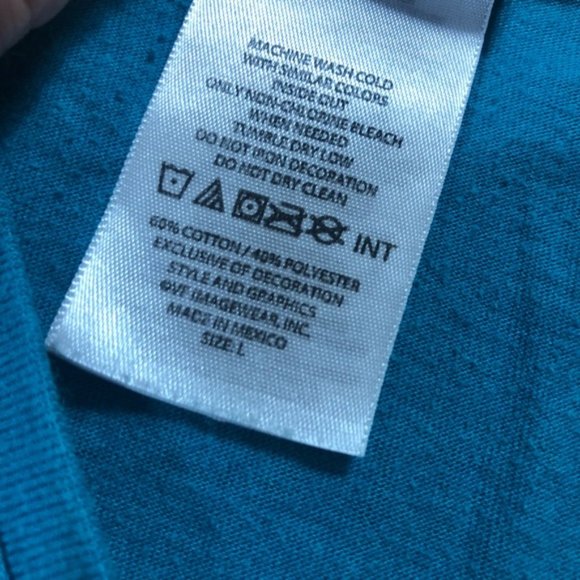 MACHINE WASH COLD
WITH SIMILAR COLORS
INSIDE OUT
ONLY NON-CHLORINE BLEACH
WHEN NEEDED
TUMBLE DRY LOW
DO NOT IRON DECORATION
DO NOT DRY CLEAN
INT
60% COTTON / 40% POLYESTER
EXCLUSIVE OF DECORATION
STYLE AND GRAPHICS
©VF IMAGEWEAR, INC.
MADE IN MEXICO
SIZE: L